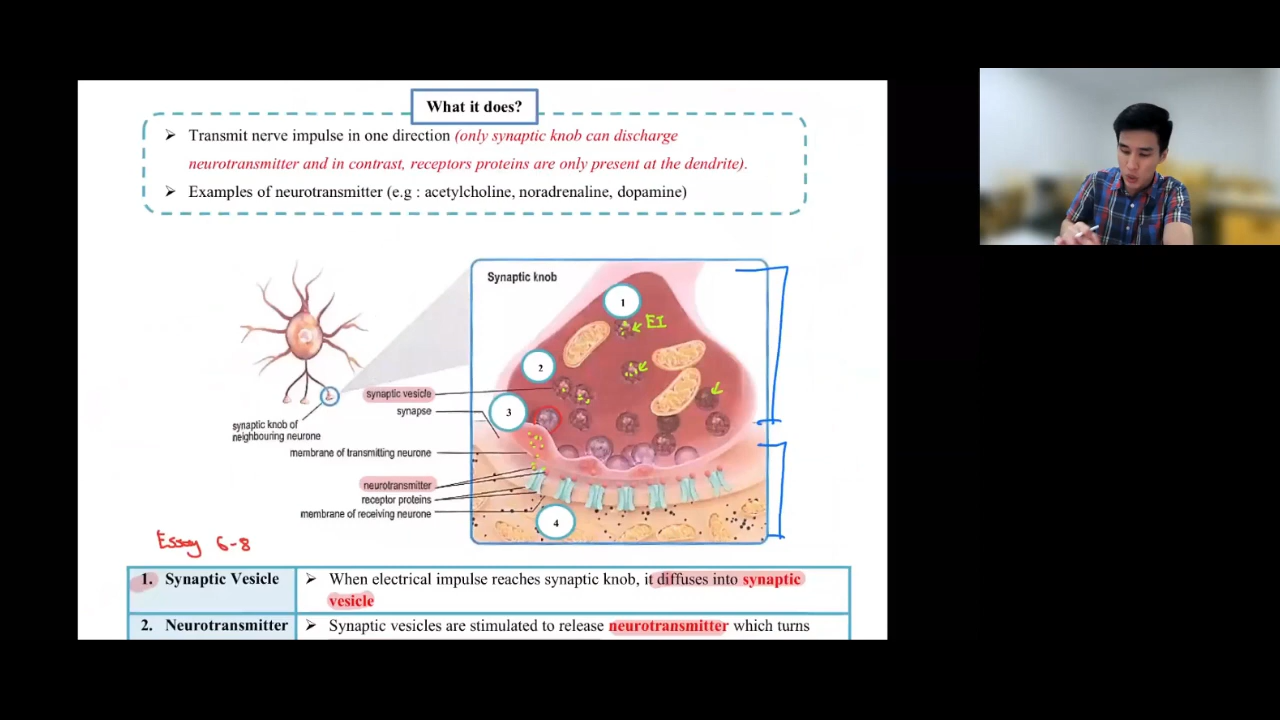 What it does?
➢ Transmit nerve impulse in one direction (only synaptic knob can discharge
neurotransmitter and in contrast, receptors proteins are only present at the dendrite).
➢ Examples of neurotransmitter (e.g : acetylcholine, noradrenaline, dopamine)
Synaptic knob
1
EI
2
synaptic vesicle
3
synapse
synaptic knob of
neighbouring neurone
membrane of transmitting neurone
neurotransmitter
receptor proteins
membrane of receiving neurone
4
Essay 6-8
1. Synaptic Vesicle ➢ When electrical impulse reaches synaptic knob, it diffuses into synaptic
vesicle
2. Neurotransmitter ➢ Synaptic vesicles are stimulated to release neurotransmitter which turns